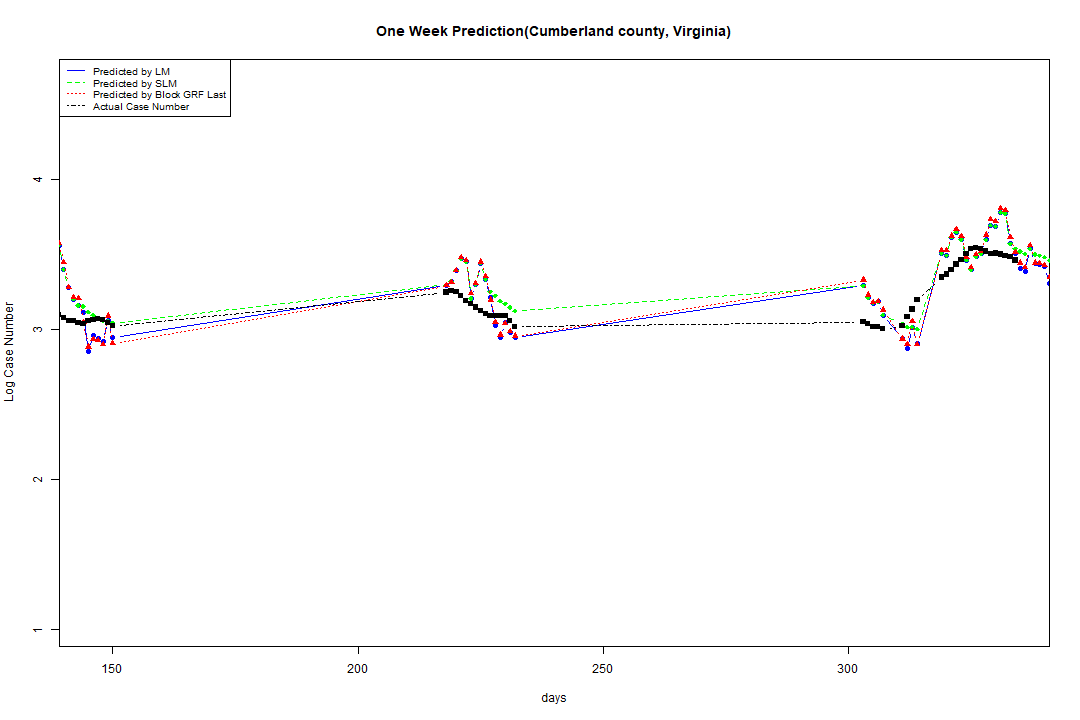 One Week Prediction(Cumberland county, Virginia)
Predicted by LM
Predicted by SLM
Predicted by Block GRF Last
Actual Case Number
4
3
2
1
Log Case Number
150 200 250 300
days